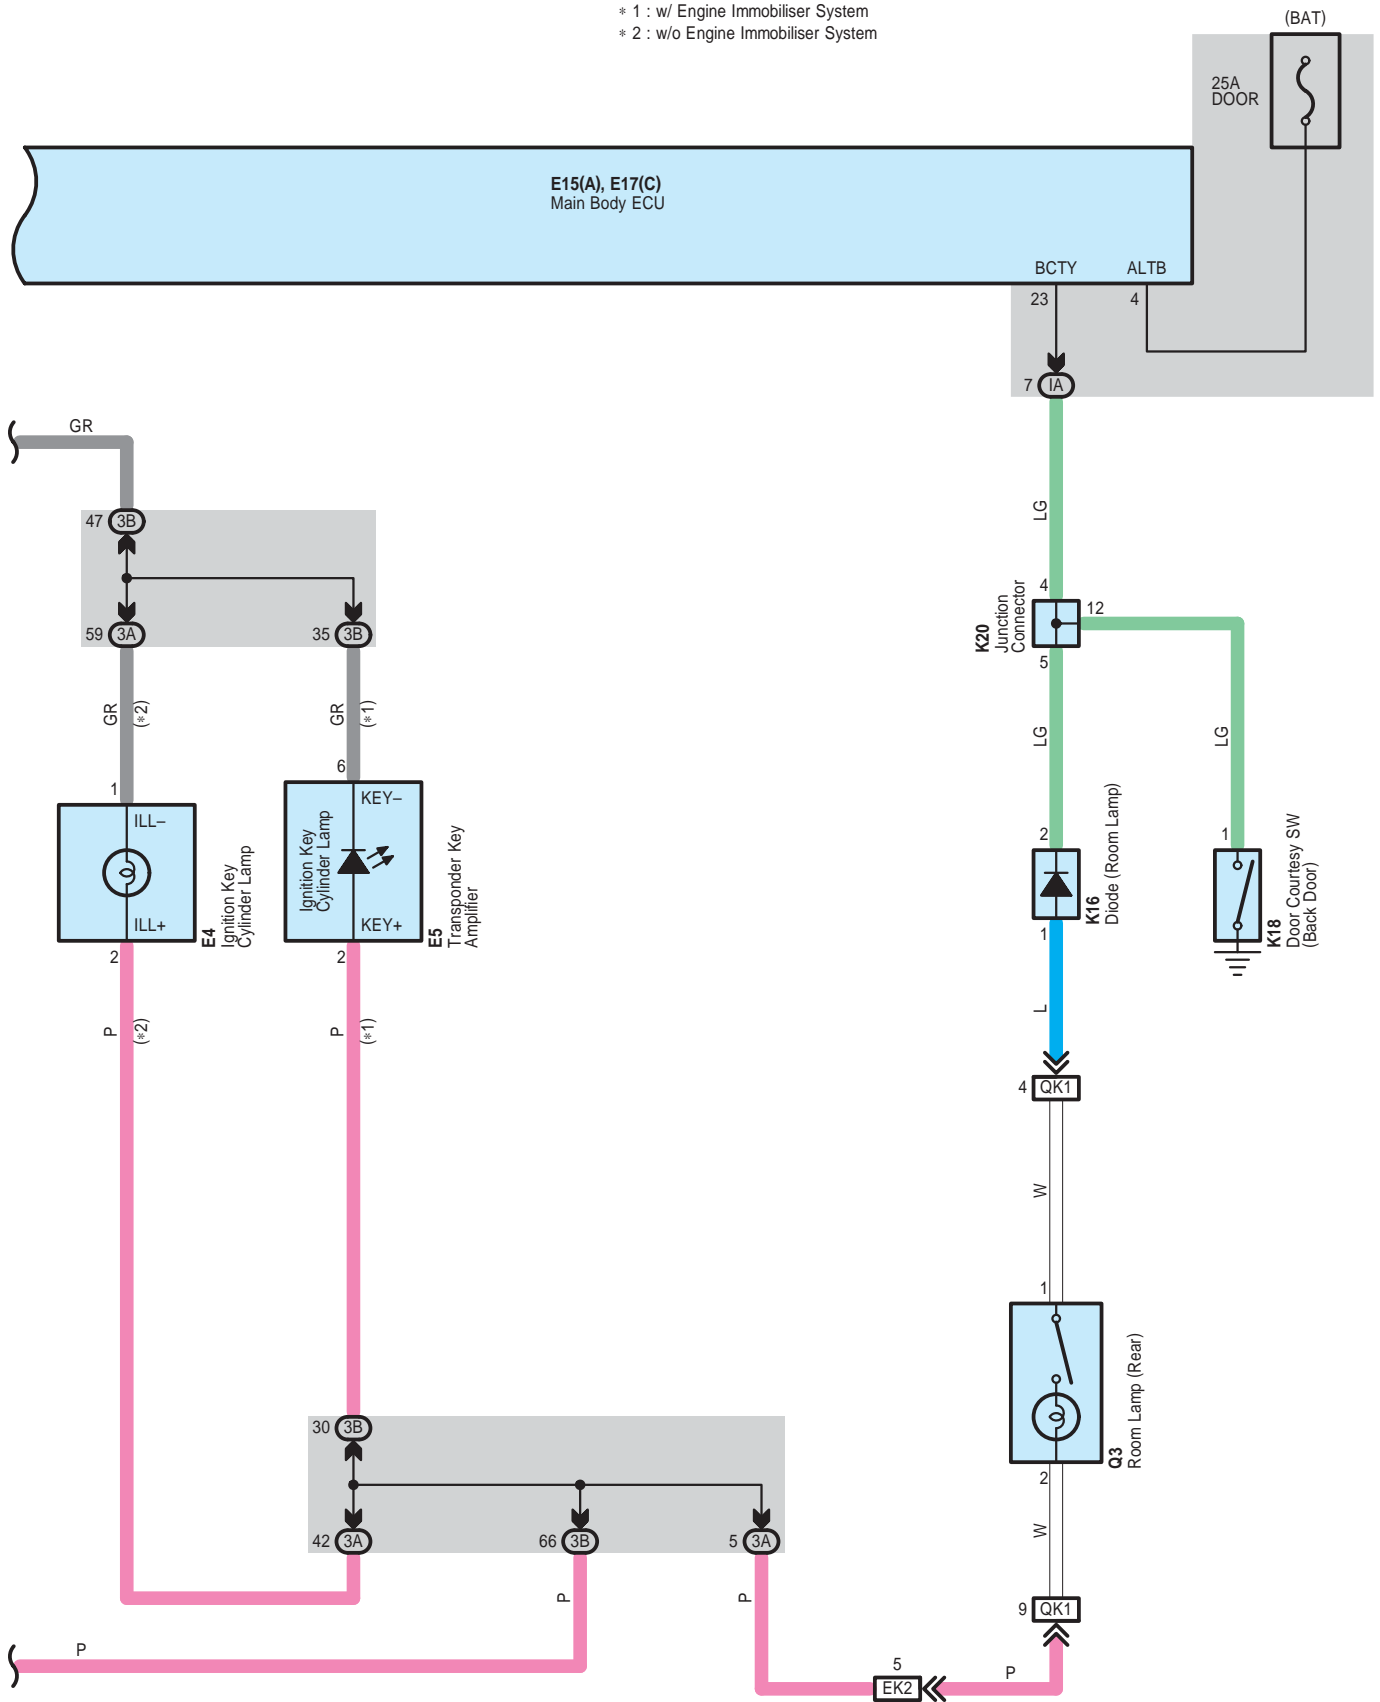 * 1 : w/ Engine Immobiliser System
* 2 : w/o Engine Immobiliser System
(BAT)
25A
DOOR
E15(A), E17(C)
Main Body ECU
BCTY
ALTB
23
4
7
IA
GR
47
3B
59
3A
35
3B
GR
(*2)
GR
(*1)
LG
4
12
K20
Junction
Connector
5
LG
LG
1
ILL–
ILL+
2
E4
Ignition Key
Cylinder Lamp
6
KEY–
Ignition Key
Cylinder Lamp
KEY+
2
E5
Transponder Key
Amplifier
2
K16
Diode (Room Lamp)
1
1
K18
Door Courtesy SW
(Back Door)
P
(*2)
P
(*1)
L
4
QK1
W
1
Q3
Room Lamp (Rear)
2
W
30
3B
42
3A
66
3B
5
3A
P
P
9
QK1
P
5
EK2
P